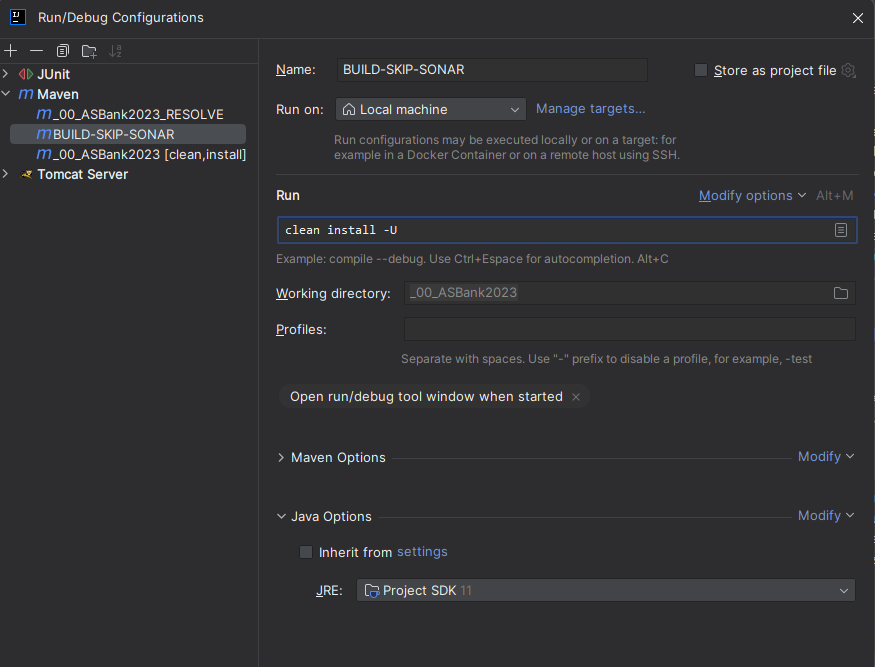 Run/Debug Configurations
JUnit
Maven
_00_ASBank2023_RESOLVE
BUILD-SKIP-SONAR
_00_ASBank2023 [clean,install]
Tomcat Server
Name: BUILD-SKIP-SONAR Store as project file
Run on: Local machine Manage targets...
Run configurations may be executed locally or on a target: for
example in a Docker Container or on a remote host using SSH.
Run Modify options Alt+M
clean install -U
Example: compile --debug. Use Ctrl+Espace for autocompletion. Alt+C
Working directory: _00_ASBank2023
Profiles:
Separate with spaces. Use "-" prefix to disable a profile, for example, -test
Open run/debug tool window when started ×
Maven Options Modify
Java Options Modify
Inherit from settings
JRE: Project SDK 11